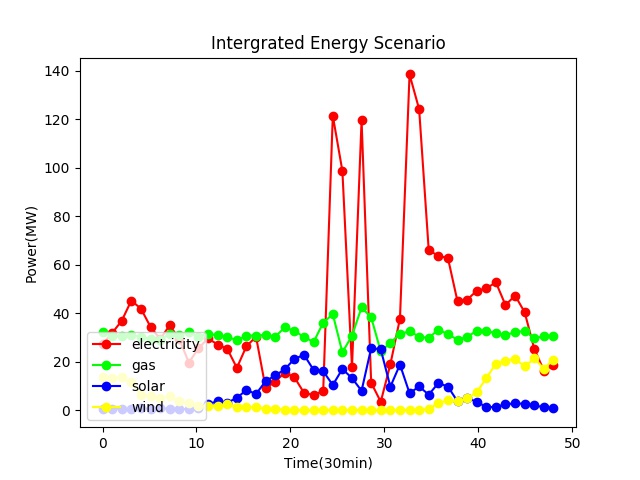 Intergrated Energy Scenario
Power(MW)
140
120
100
80
60
40
20
0
electricity
gas
solar
wind
0 10 20 30 40 50
Time(30min)